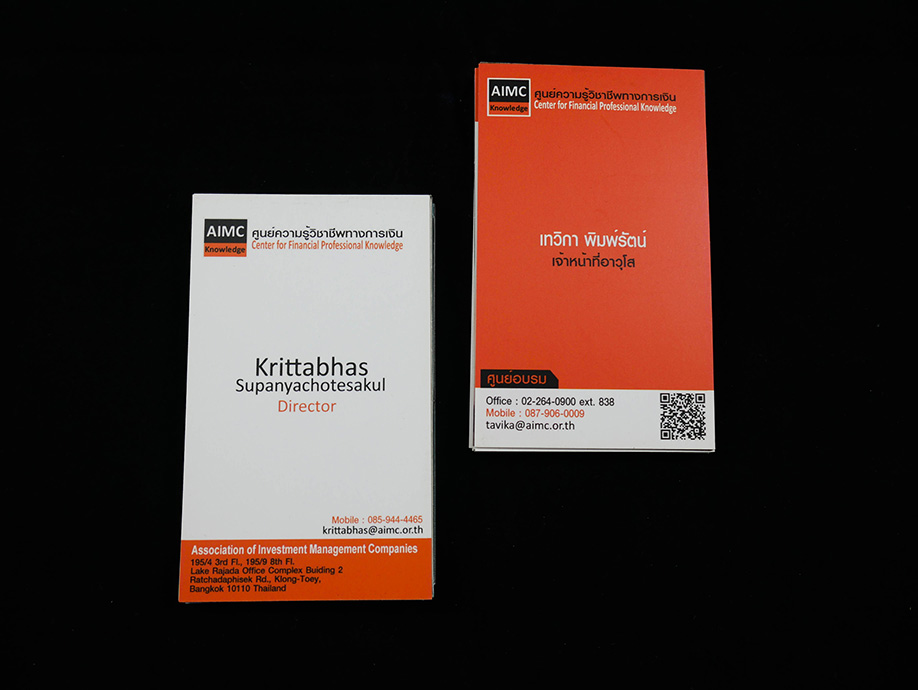 AIMC
Knowledge
ศูนย์ความรู้วิชาชีพทางการเงิน
Center for Financial Professional Knowledge
Krittabhas
Supanyachotesakul
Director
Mobile : 085-944-4465
krittabhas@aimc.or.th
Association of Investment Management Companies
195/4 3rd Fl., 195/9 8th Fl.
Lake Rajada Office Complex Buiding 2
Ratchadaphisek Rd., Klong-Toey,
Bangkok 10110 Thailand
AIMC
Knowledge
ศูนย์ความรู้วิชาชีพทางการเงิน
Center for Financial Professional Knowledge
เทวิกา พิมพ์รัตน์
เจ้าหน้าที่อาวุโส
ศูนย์อบรม
Office : 02-264-0900 ext. 838
Mobile : 087-906-0009
tavika@aimc.or.th